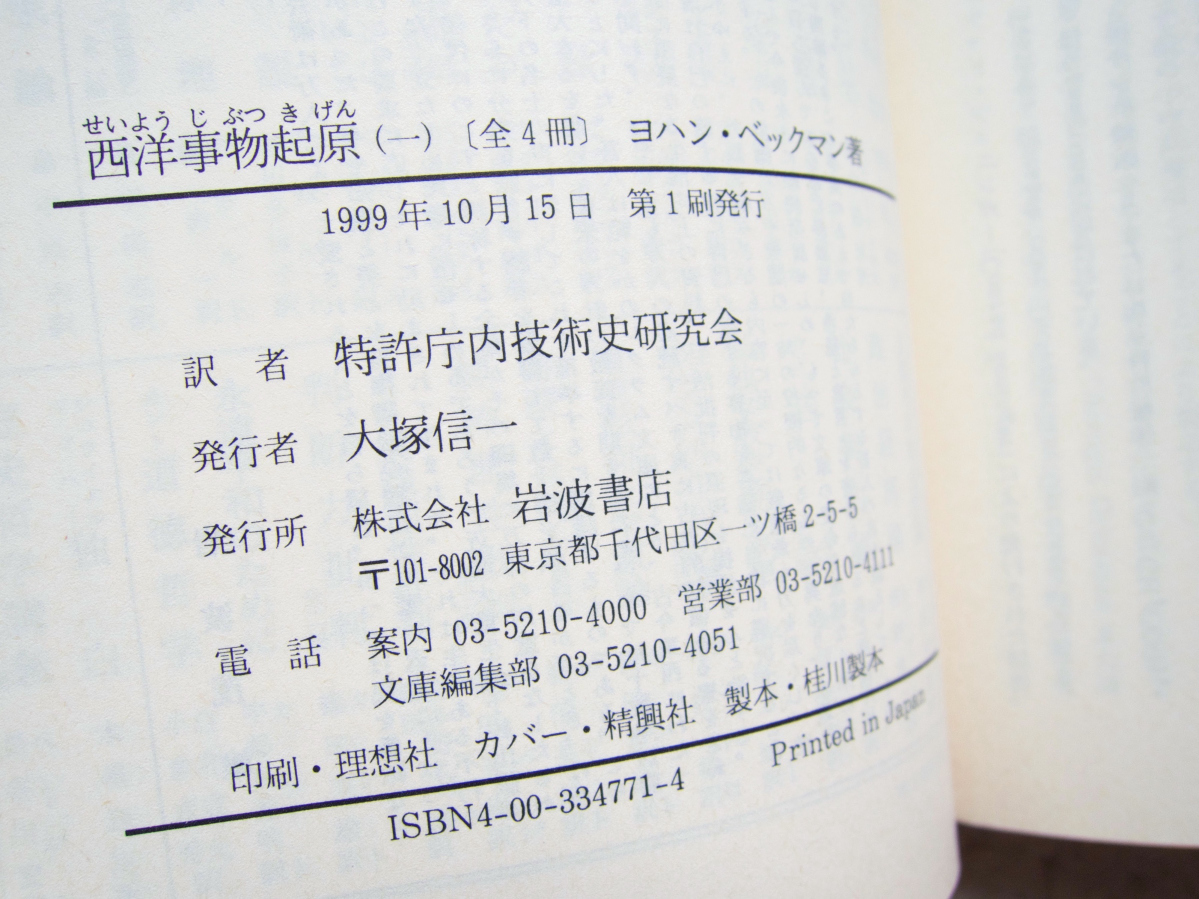 せいようじぶつきげん
西洋事物起原(一)〔全4冊〕 ヨハン・ベックマン著
1999年10月15日 第1刷発行
訳者 特許庁内技術史研究会
発行者 大塚信一
発行所 株式会社 岩波書店
〒101-8002 東京都千代田区一ツ橋2-5-5
電話 案内 03-5210-4000 営業部 03-5210-4111
文庫編集部 03-5210-4051
印刷・理想社 カバー・精興社 製本・桂川製本
ISBN4-00-334771-4 Printed in Japan